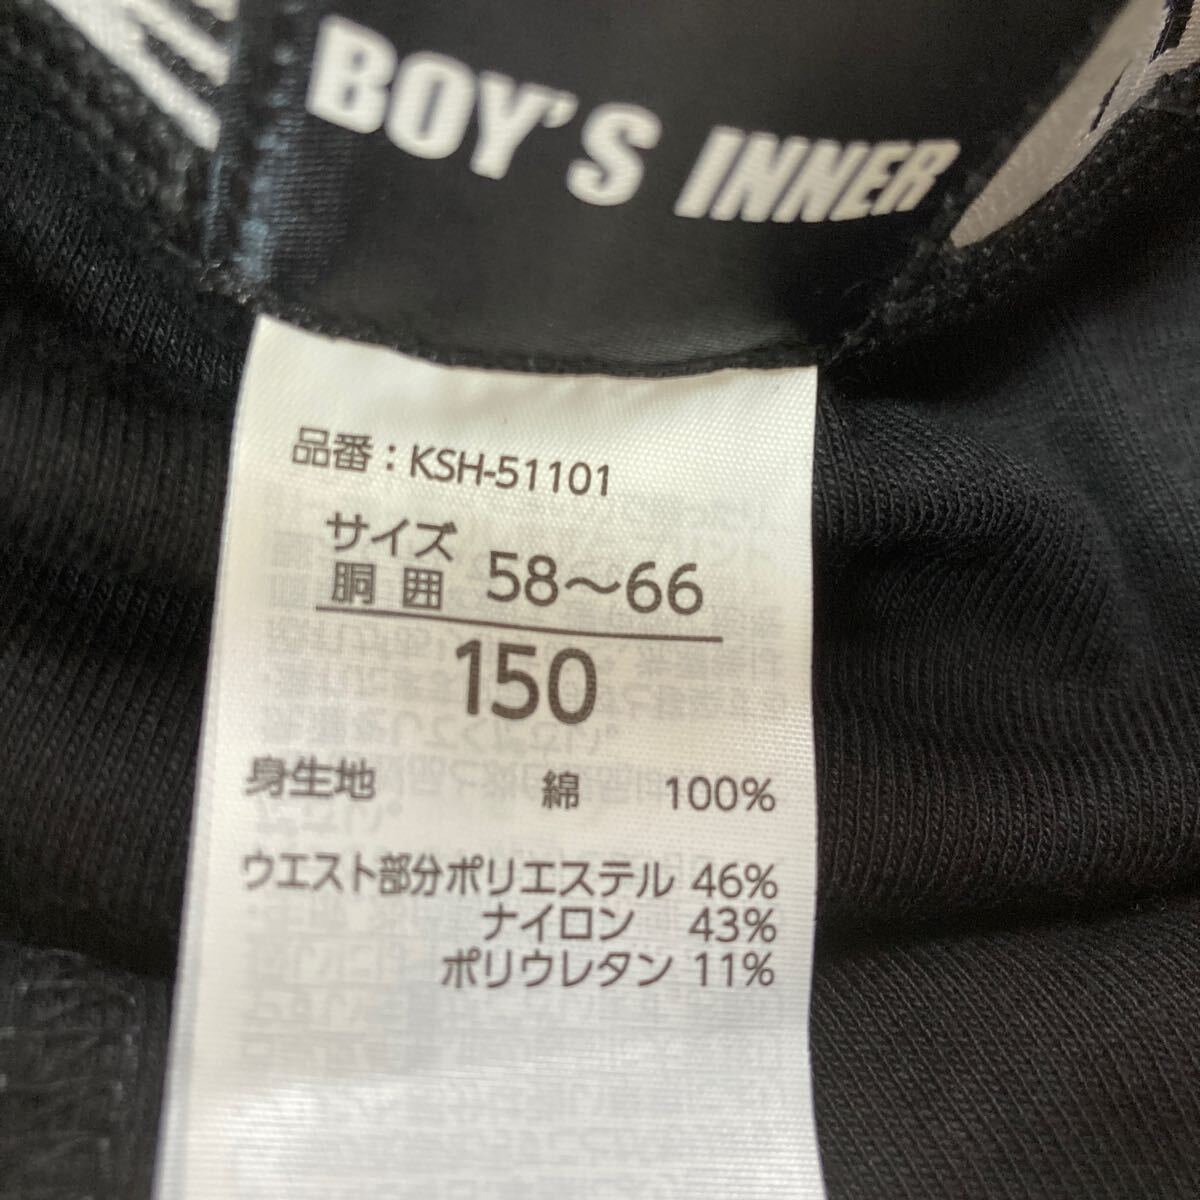 BOY'S INNER
品番：KSH-51101
サイズ
胴囲 58～66
150
身生地 綿 100%
ウエスト部分ポリエステル 46%
ナイロン 43%
ポリウレタン 11%